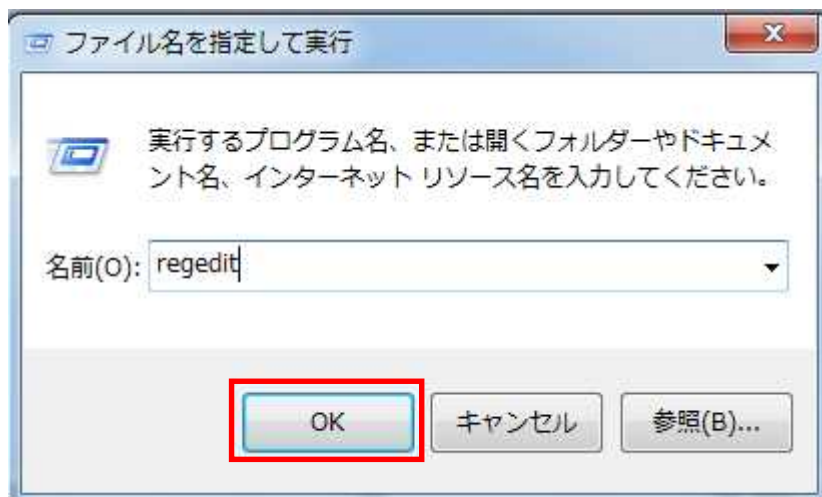 ファイル名を指定して実行
実行するプログラム名、または開くフォルダーやドキュメ
ント名、インターネット リソース名を入力してください。
名前(O): regedit
OK キャンセル 参照(B)...